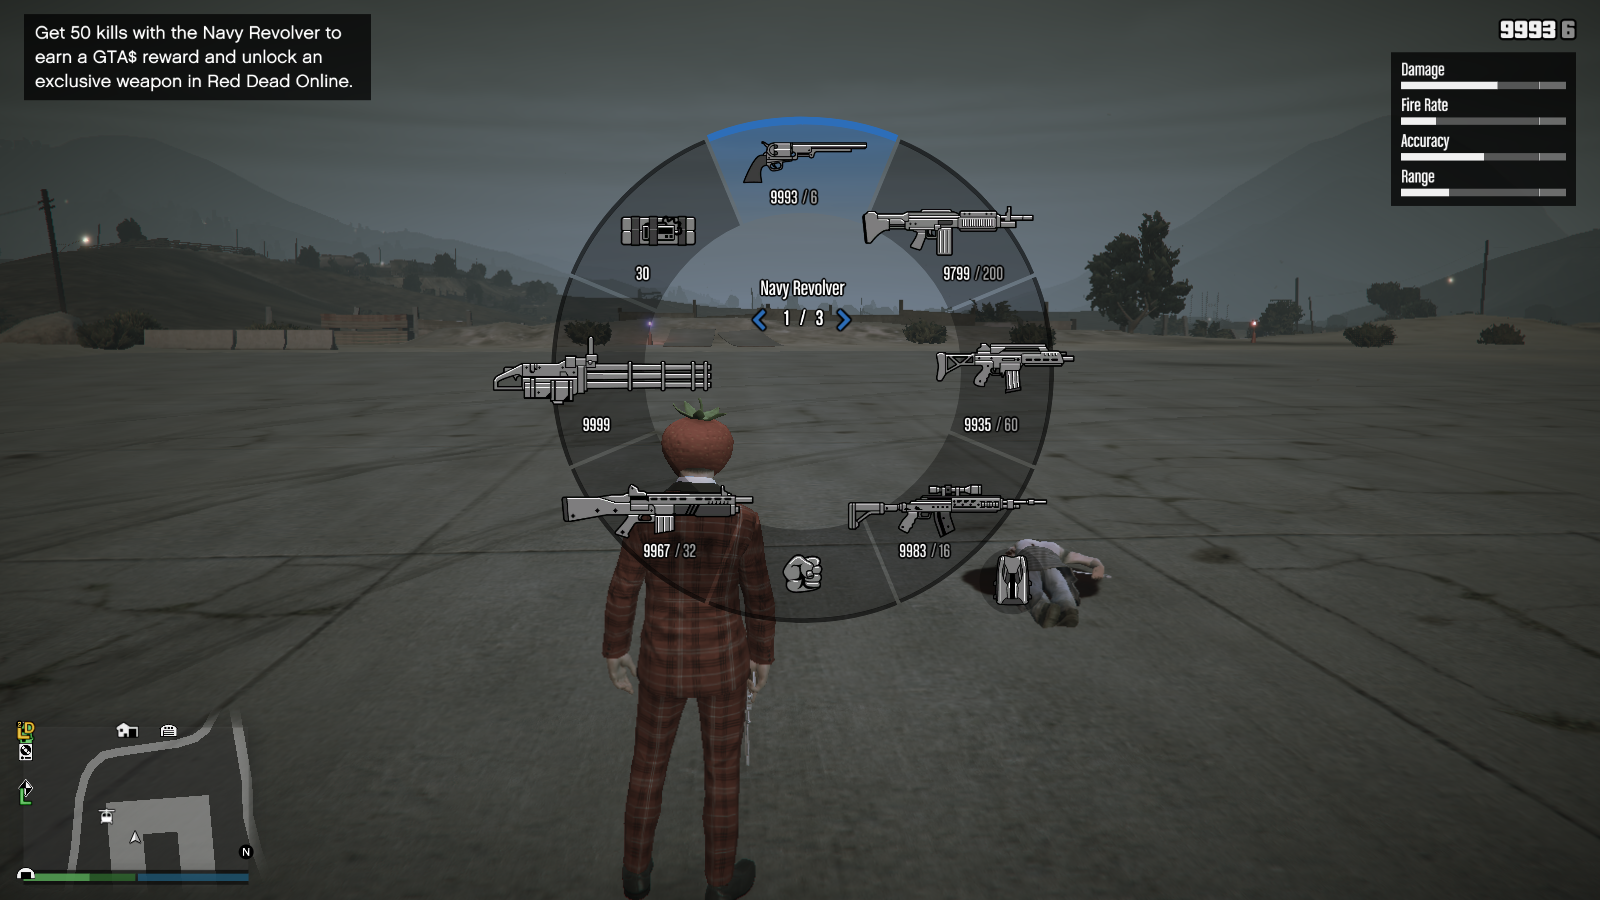 Get 50 kills with the Navy Revolver to
earn a GTA$ reward and unlock an
exclusive weapon in Red Dead Online.
9993 6
Damage
Fire Rate
Accuracy
Range
9993 / 6
30
9799 / 200
Navy Revolver
1 / 3
9999
9935 / 60
9967 / 32
9983 / 16
L
N